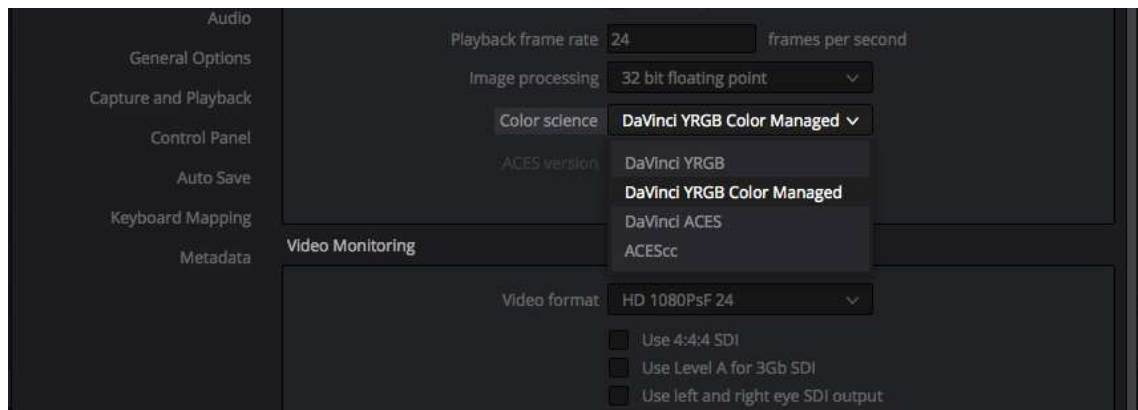 Audio
General Options
Capture and Playback
Control Panel
Auto Save
Keyboard Mapping
Metadata
Playback frame rate 24 frames per second
Image processing 32 bit floating point
Color science DaVinci YRGB Color Managed
ACES version
DaVinci YRGB
DaVinci YRGB Color Managed
DaVinci ACES
ACEScc
Video Monitoring
Video format HD 1080PsF 24
Use 4:4:4 SDI
Use Level A for 3Gb SDI
Use left and right eye SDI output